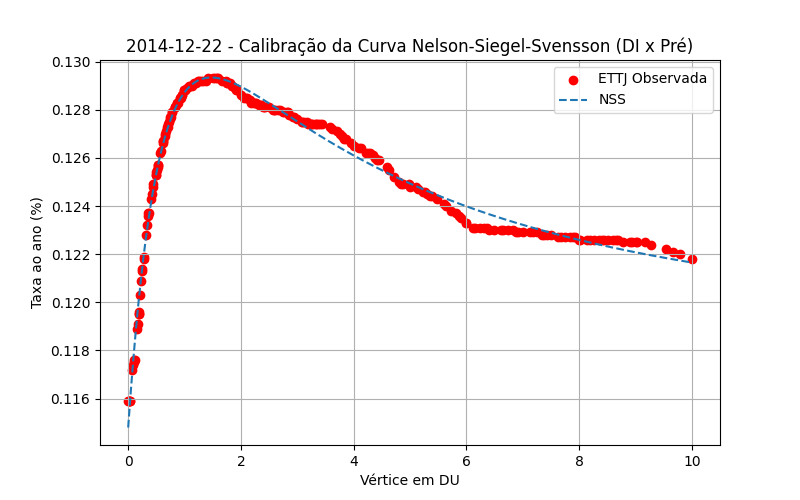 2014-12-22 - Calibração da Curva Nelson-Siegel-Svensson (DI x Pré)
ETTJ Observada
NSS
Taxa ao ano (%)
0.130
0.128
0.126
0.124
0.122
0.120
0.118
0.116
0
2
4
6
8
10
Vértice em DU